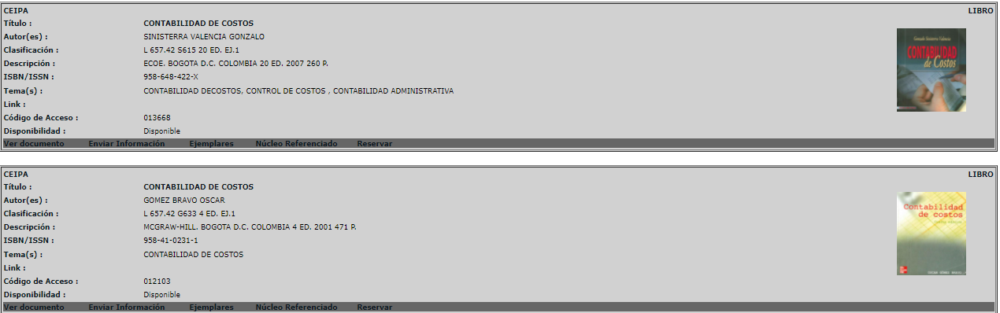 CEIPA LIBRO
Título : CONTABILIDAD DE COSTOS
Autor(es) : SINISTERRA VALENCIA GONZALO
Clasificación : L 657.42 S615 20 ED. EJ.1
Descripción : ECOE. BOGOTA D.C. COLOMBIA 20 ED. 2007 260 P.
ISBN/ISSN : 958-648-422-X
Tema(s) : CONTABILIDAD DECOSTOS, CONTROL DE COSTOS , CONTABILIDAD ADMINISTRATIVA
Link :
Código de Acceso : 013668
Disponibilidad : Disponible
Gonzalo Sinisterra Valencia
CONTABILIDAD
de Costos
Ver documento Enviar Información Ejemplares Núcleo Referenciado Reservar
CEIPA LIBRO
Título : CONTABILIDAD DE COSTOS
Autor(es) : GOMEZ BRAVO OSCAR
Clasificación : L 657.42 G633 4 ED. EJ.1
Descripción : MCGRAW-HILL. BOGOTA D.C. COLOMBIA 4 ED. 2001 471 P.
ISBN/ISSN : 958-41-0231-1
Tema(s) : CONTABILIDAD DE COSTOS
Link :
Código de Acceso : 012103
Disponibilidad : Disponible
Contabilidad
de costos
Ver documento Enviar Información Ejemplares Núcleo Referenciado Reservar